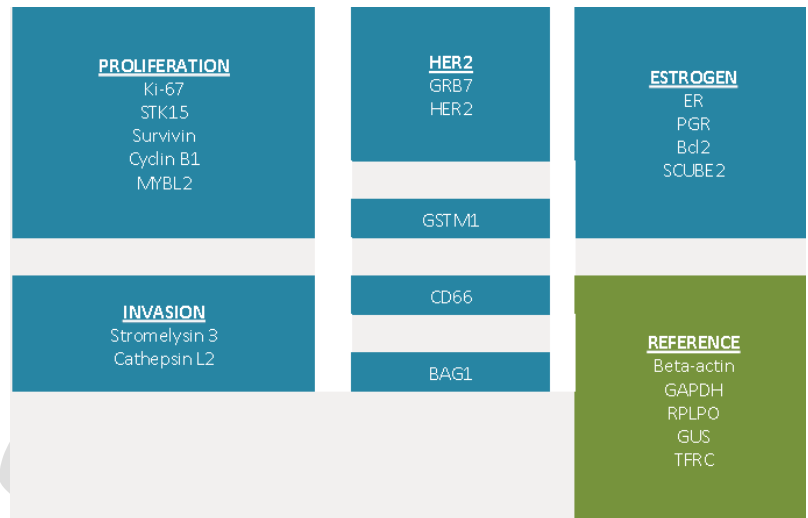 PROLIFERATION
Ki-67
STK15
Survivin
Cyclin B1
MYBL2
HER2
GRB7
HER2
ESTROGEN
ER
PGR
Bcl2
SCUBE2
GSTM1
INVASION
Stromelysin 3
Cathepsin L2
CD66
BAG1
REFERENCE
Beta-actin
GAPDH
RPLPO
GUS
TFRC